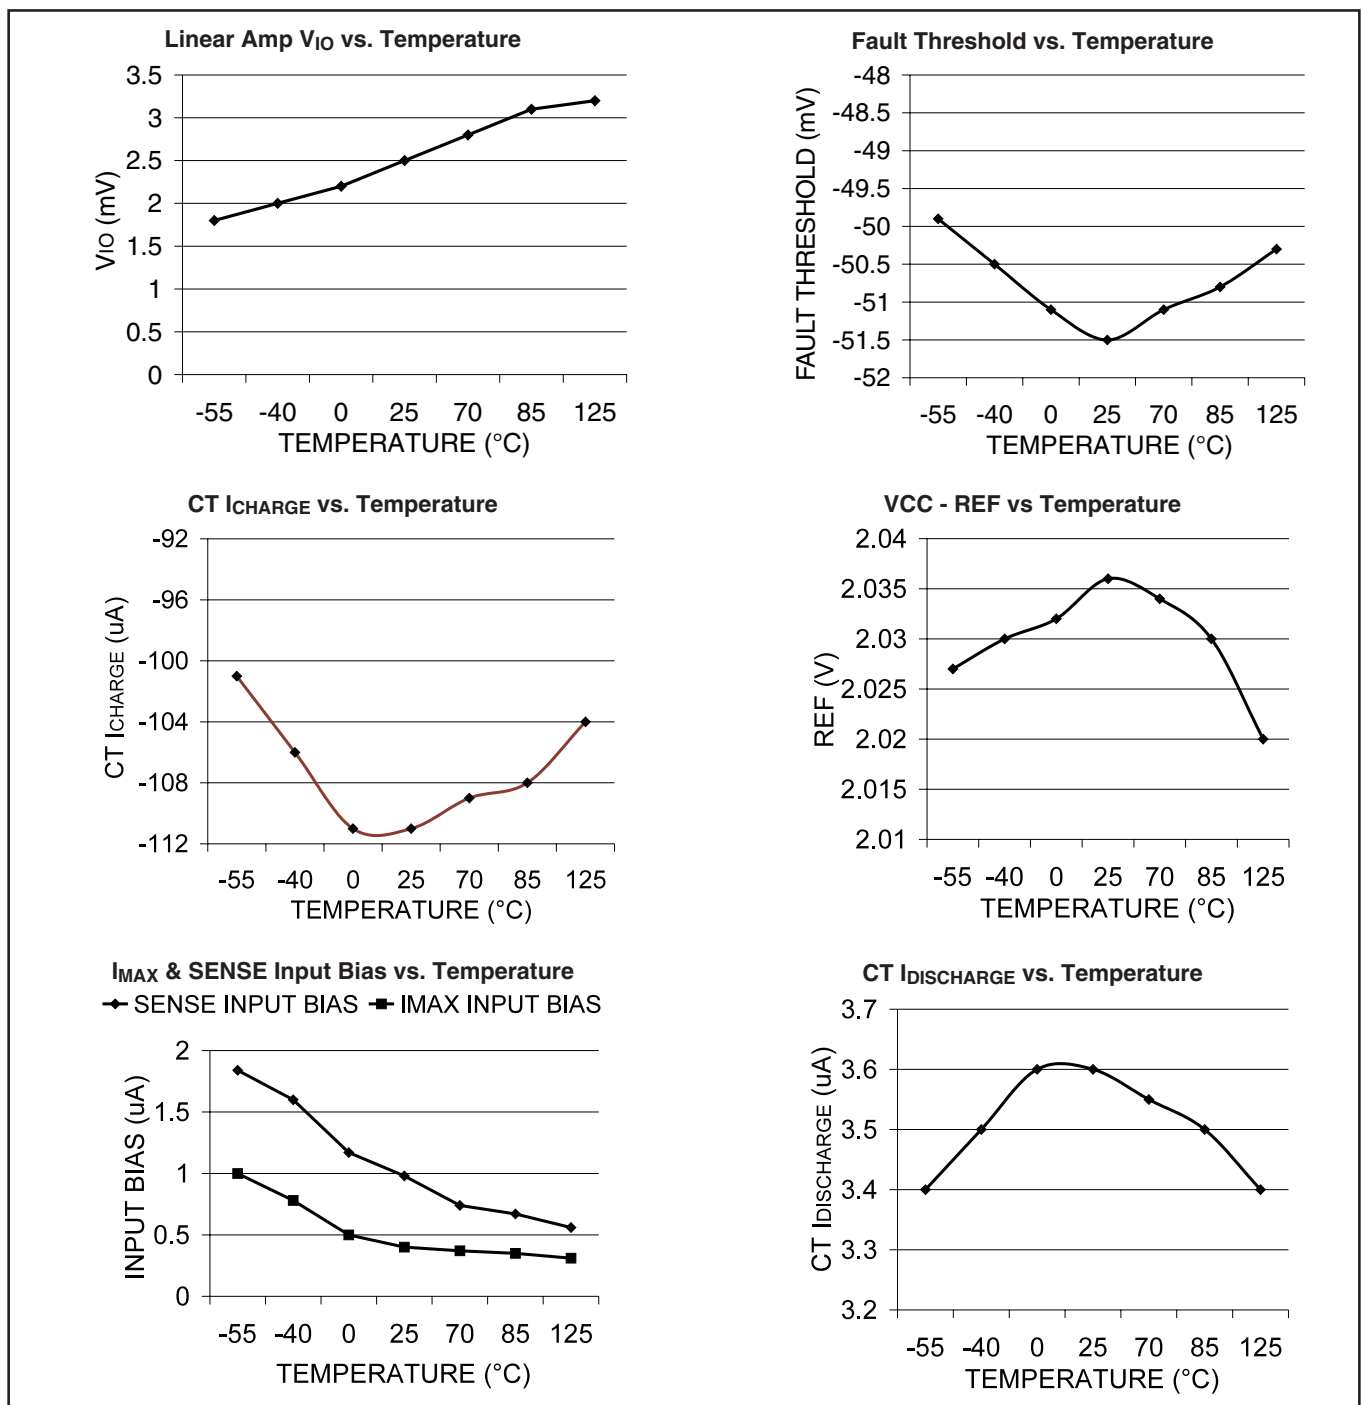 Linear Amp VIO vs. Temperature
3.5
3
2.5
2
1.5
1
0.5
0
VIO (mV)
-55 -40 0 25 70 85 125
TEMPERATURE (°C)
Fault Threshold vs. Temperature
-48
-48.5
-49
-49.5
-50
-50.5
-51
-51.5
-52
FAULT THRESHOLD (mV)
-55 -40 0 25 70 85 125
TEMPERATURE (°C)
CT ICHARGE vs. Temperature
-92
-96
-100
-104
-108
-112
CT ICHARGE (uA)
-55 -40 0 25 70 85 125
TEMPERATURE (°C)
VCC - REF vs Temperature
2.04
2.035
2.03
2.025
2.02
2.015
2.01
REF (V)
-55 -40 0 25 70 85 125
TEMPERATURE (°C)
IMAX & SENSE Input Bias vs. Temperature
SENSE INPUT BIAS IMAX INPUT BIAS
2
1.5
1
0.5
0
INPUT BIAS (uA)
-55 -40 0 25 70 85 125
TEMPERATURE (°C)
CT IDISCHARGE vs. Temperature
3.7
3.6
3.5
3.4
3.3
3.2
CT IDISCHARGE (uA)
-55 -40 0 25 70 85 125
TEMPERATURE (°C)